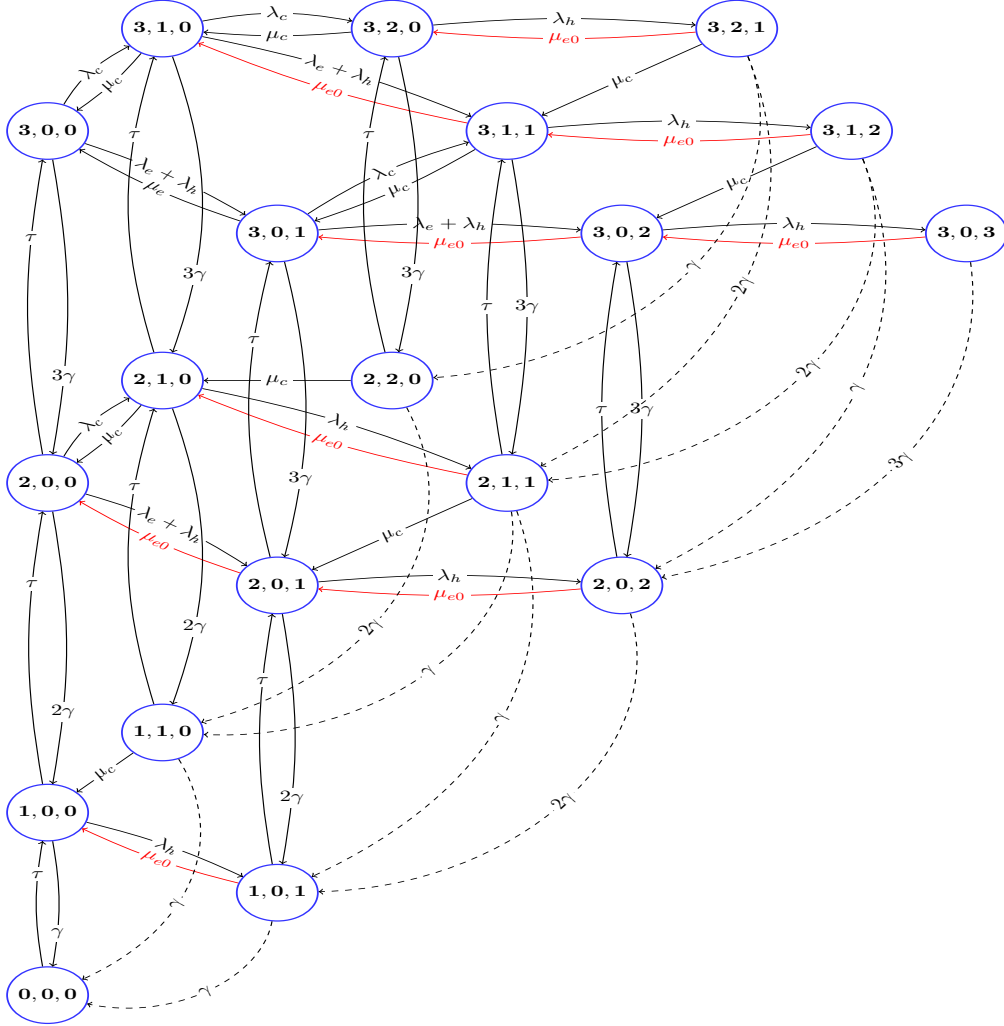 3, 1, 0
λc
μc
3, 2, 0
λh
μe0
3, 2, 1
λc
μc
λe + λh
μe0
μc
3, 0, 0
τ
τ
3, 1, 1
λh
μe0
3, 1, 2
λe + λh
μe
λc
μc
μc
3, 0, 1
λe + λh
μe0
3, 0, 2
λh
μe0
3, 0, 3
τ
3γ
3γ
γ
2γ
τ
3γ
τ
3γ
2, 1, 0
μc
2, 2, 0
2γ
γ
τ
3γ
λc
μc
λh
μe0
2, 0, 0
τ
3γ
2, 1, 1
3γ
λe + λh
μe0
μc
2, 0, 1
λh
μe0
2, 0, 2
τ
2γ
2γ
γ
τ
2γ
1, 1, 0
γ
μc
1, 0, 0
2γ
2γ
λh
μe0
1, 0, 1
τ
γ
γ
0, 0, 0
γ